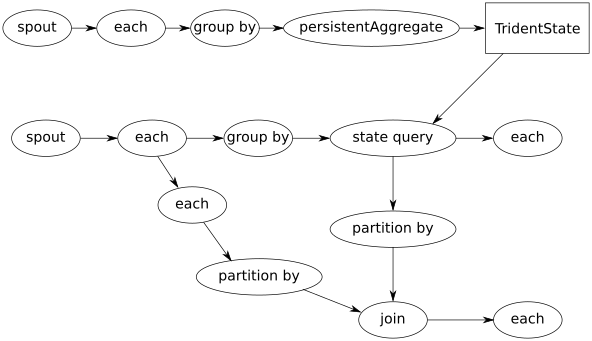 spout
each
group by
persistentAggregate
TridentState
spout
each
group by
state query
each
each
partition by
partition by
join
each